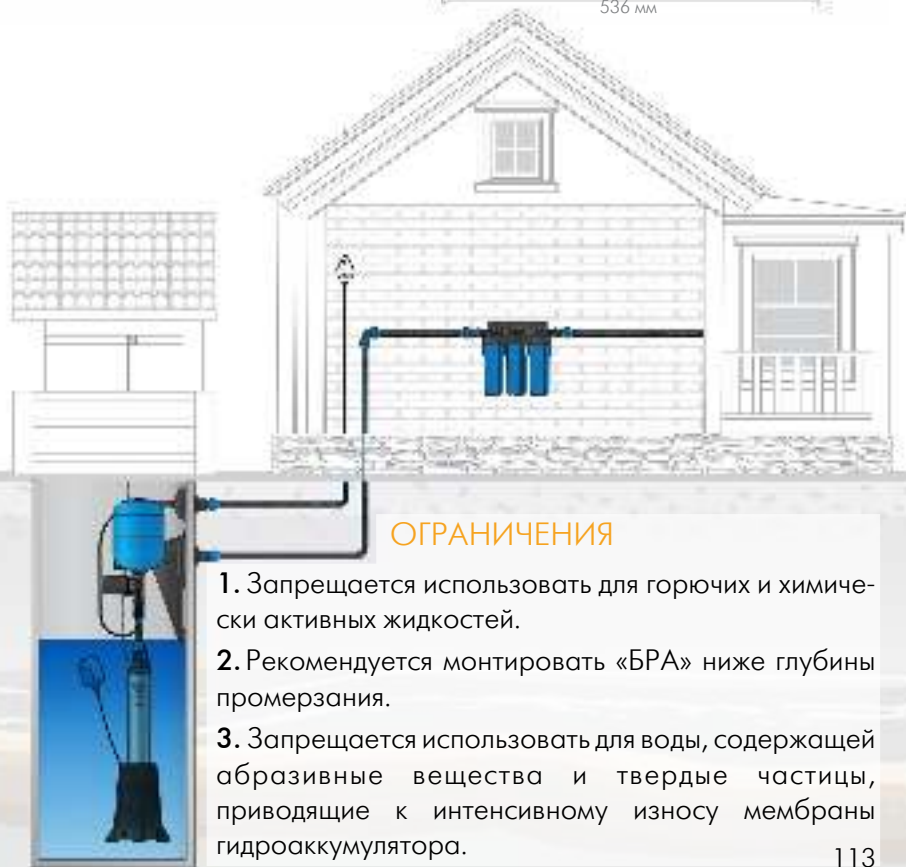 536 мм
ОГРАНИЧЕНИЯ
1. Запрещается использовать для горючих и химиче-
ски активных жидкостей.
2. Рекомендуется монтировать «БРА» ниже глубины
промерзания.
3. Запрещается использовать для воды, содержащей
абразивные вещества и твердые частицы,
приводящие к интенсивному износу мембраны
гидроаккумулятора.
113